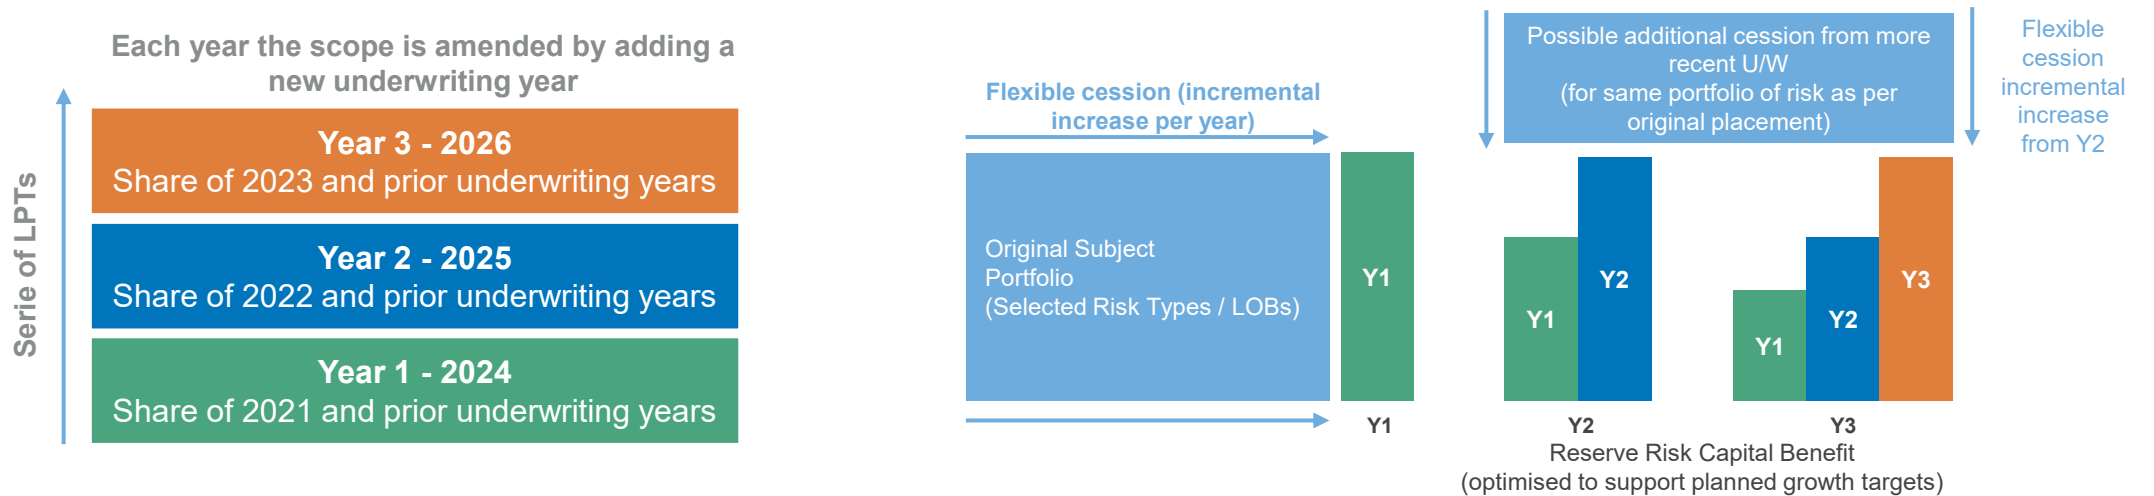 Each year the scope is amended by adding a
new underwriting year
Serie of LPTs
Year 3 - 2026
Share of 2023 and prior underwriting years
Year 2 - 2025
Share of 2022 and prior underwriting years
Year 1 - 2024
Share of 2021 and prior underwriting years
Flexible cession (incremental
increase per year)
Original Subject
Portfolio
(Selected Risk Types / LOBs)
Y1
Y1
Possible additional cession from more
recent U/W
(for same portfolio of risk as per
original placement)
Flexible
cession
incremental
increase
from Y2
Y1
Y2
Y2
Y1
Y2
Y3
Y3
Reserve Risk Capital Benefit
(optimised to support planned growth targets)